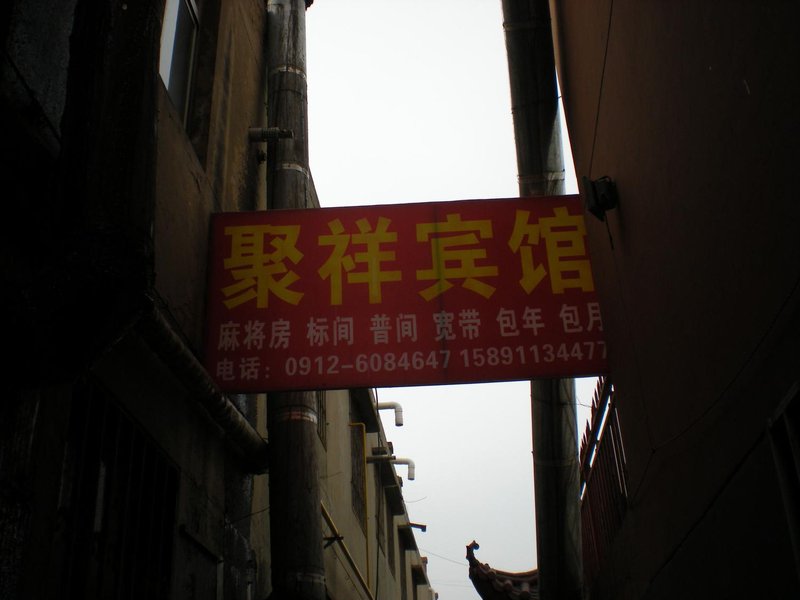 聚祥宾馆
麻将房 标间 普间 宽带 包年 包月
电话：0912-6084647 15891134477